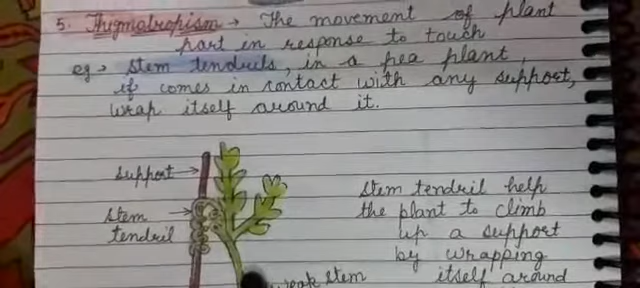 5. Thigmotropism → The movement of plant
part in response to touch
eg → stem tendrils, in a pea plant,
if comes in contact with any support,
wrap itself around it.
support
stem
tendril
weak stem
stem tendril help
the plant to climb
up a support
by wrapping
itself around